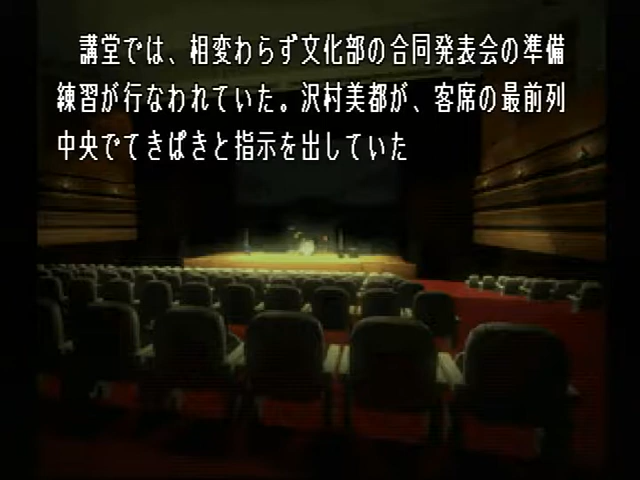 講堂では、相変わらず文化部の合同発表会の準備
練習が行なわれていた。沢村美都が、客席の最前列
中央でてきぱきと指示を出していた